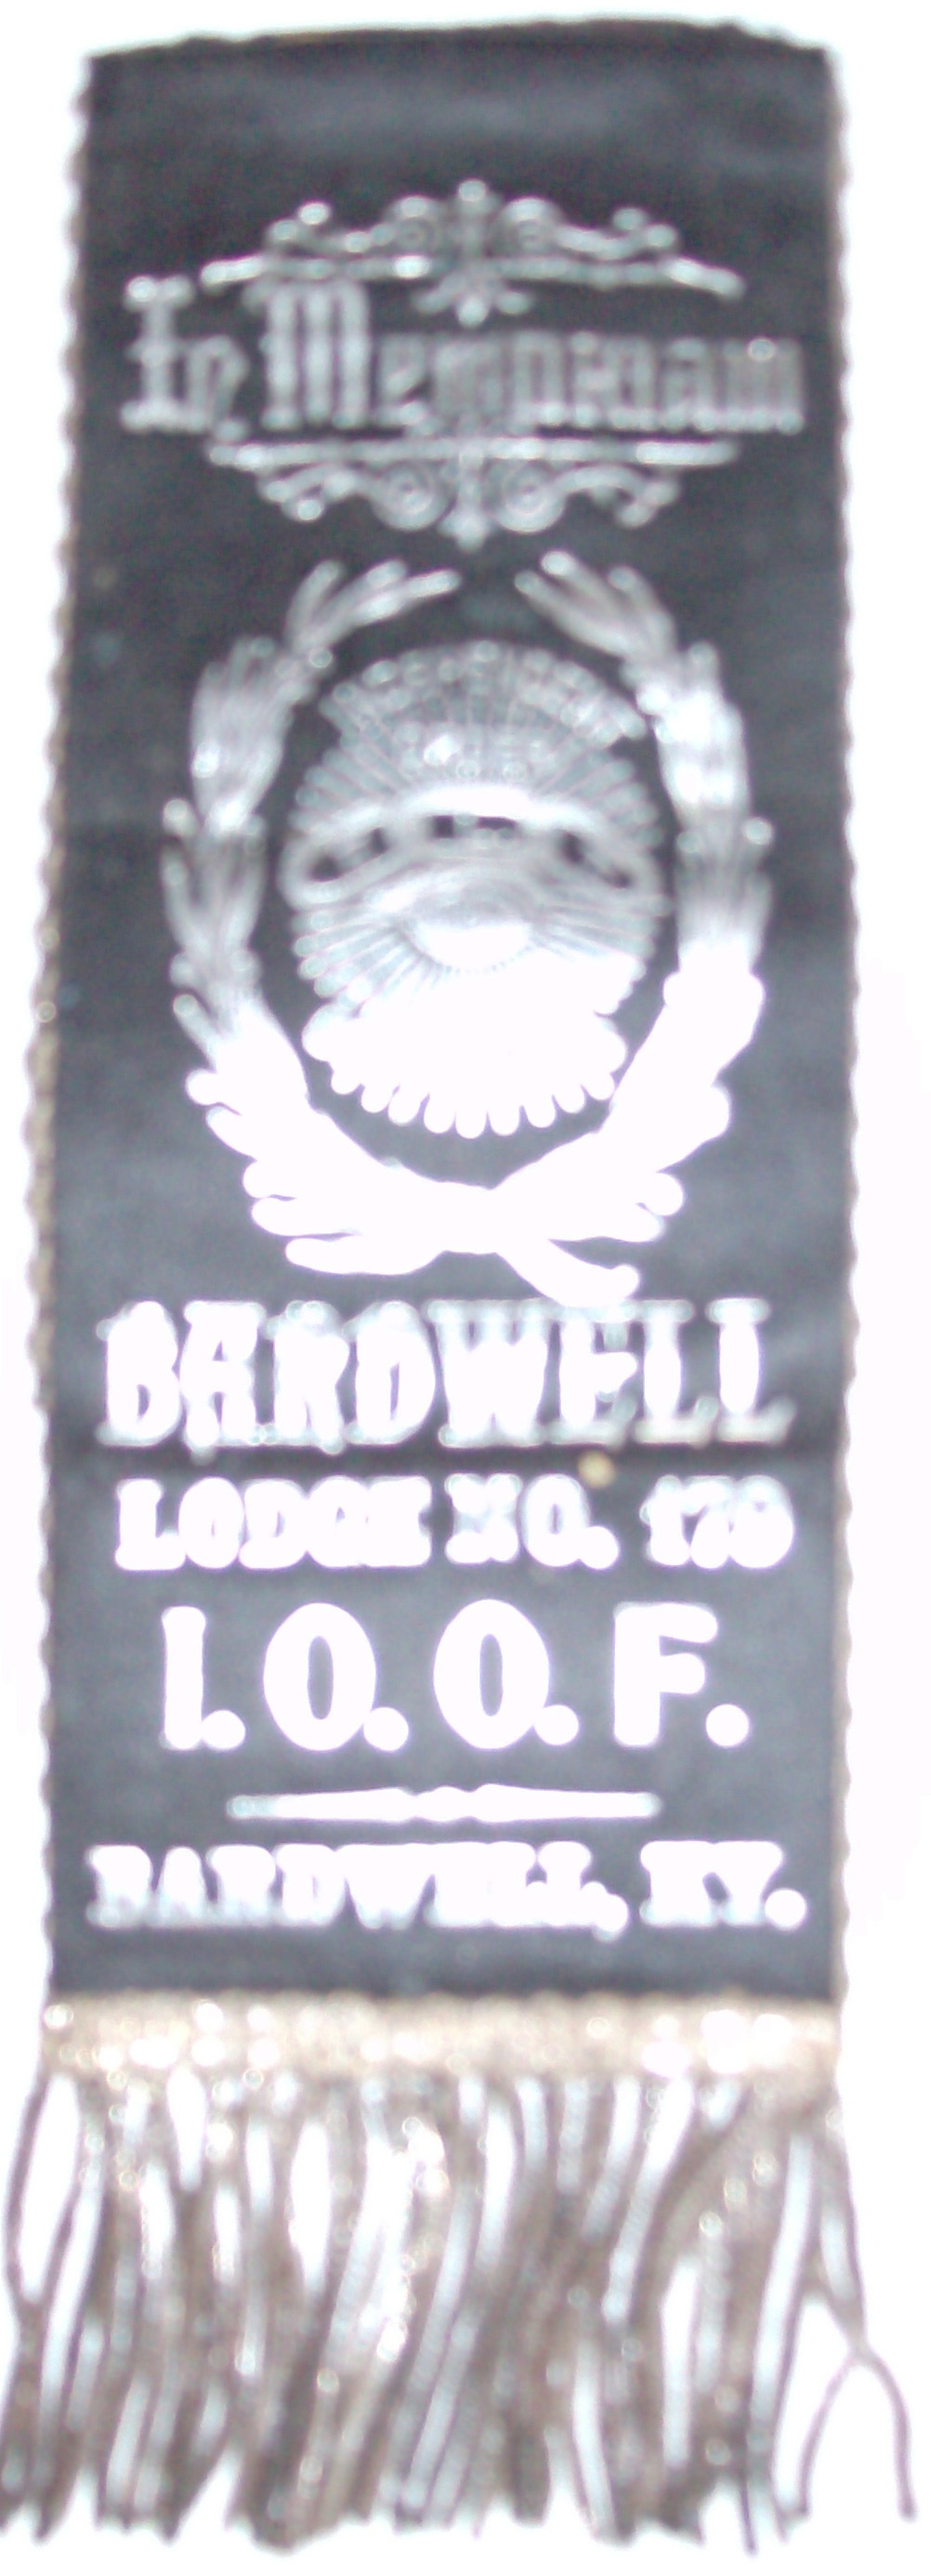 In Memoriam
BARDWELL
LODGE NO. 179
I.O.O.F.
BARDWELL, KY.